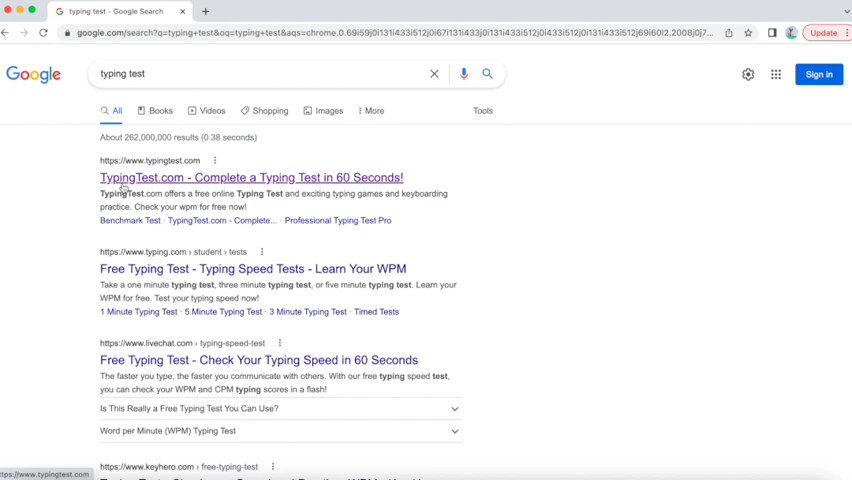 typing test - Google Search
google.com/search?q=typing+test&oq=typing+test&aqs=chrome.0.69i59j0i131i433i512j0i67i131i433j0i131i433i512j0i131i433i512j69i60l2.2008j0j7...
Update
Google
typing test
Sign in
All
Books
Videos
Shopping
Images
More
Tools
About 262,000,000 results (0.38 seconds)
https://www.typingtest.com
TypingTest.com - Complete a Typing Test in 60 Seconds!
TypingTest.com offers a free online Typing Test and exciting typing games and keyboarding
practice. Check your wpm for free now!
Benchmark Test · TypingTest.com - Complete... · Professional Typing Test Pro
https://www.typing.com › student › tests
Free Typing Test - Typing Speed Tests - Learn Your WPM
Take a one minute typing test, three minute typing test, or five minute typing test. Learn your
WPM for free. Test your typing speed now!
1 Minute Typing Test · 5 Minute Typing Test · 3 Minute Typing Test · Timed Tests
https://www.livechat.com › typing-speed-test
Free Typing Test - Check Your Typing Speed in 60 Seconds
The faster you type, the faster you communicate with others. With our free typing speed test,
you can check your WPM and CPM typing scores in a flash!
Is This Really a Free Typing Test You Can Use?
Word per Minute (WPM) Typing Test
https://www.keyhero.com › free-typing-test
ttps://www.typingtest.com